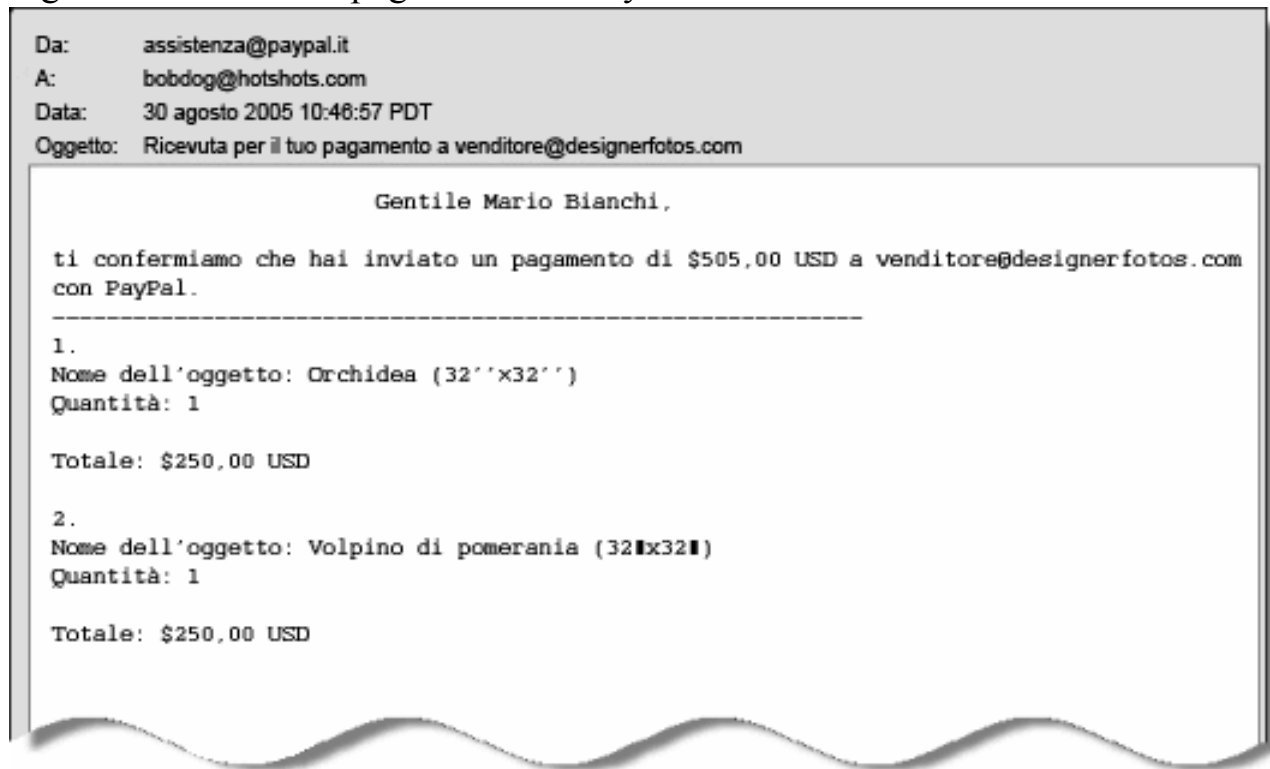 Da: assistenza@paypal.it
A: bobdog@hotshots.com
Data: 30 agosto 2005 10:46:57 PDT
Oggetto: Ricevuta per il tuo pagamento a venditore@designerfotos.com
Gentile Mario Bianchi,
ti confermiamo che hai inviato un pagamento di $505,00 USD a venditore@designerfotos.com
con PayPal.
------------------------------------------------------------
1.
Nome dell´oggetto: Orchidea (32´´x32´´)
Quantità: 1
Totale: $250,00 USD
2.
Nome dell´oggetto: Volpino di pomerania (32▮x32▮)
Quantità: 1
Totale: $250,00 USD